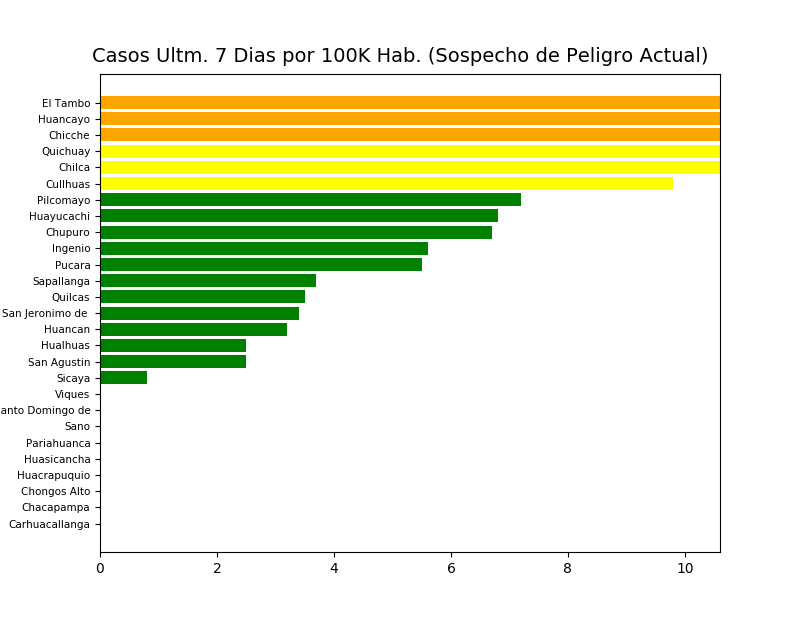 Casos Ultm. 7 Dias por 100K Hab. (Sospecho de Peligro Actual)
El Tambo
Huancayo
Chicche
Quichuay
Chilca
Cullhuas
Pilcomayo
Huayucachi
Chupuro
Ingenio
Pucara
Sapallanga
Quilcas
San Jeronimo de
Huancan
Hualhuas
San Agustin
Sicaya
Viques
anto Domingo de
Sano
Pariahuanca
Huasicancha
Huacrapuquio
Chongos Alto
Chacapampa
Carhuacallanga
0 2 4 6 8 10